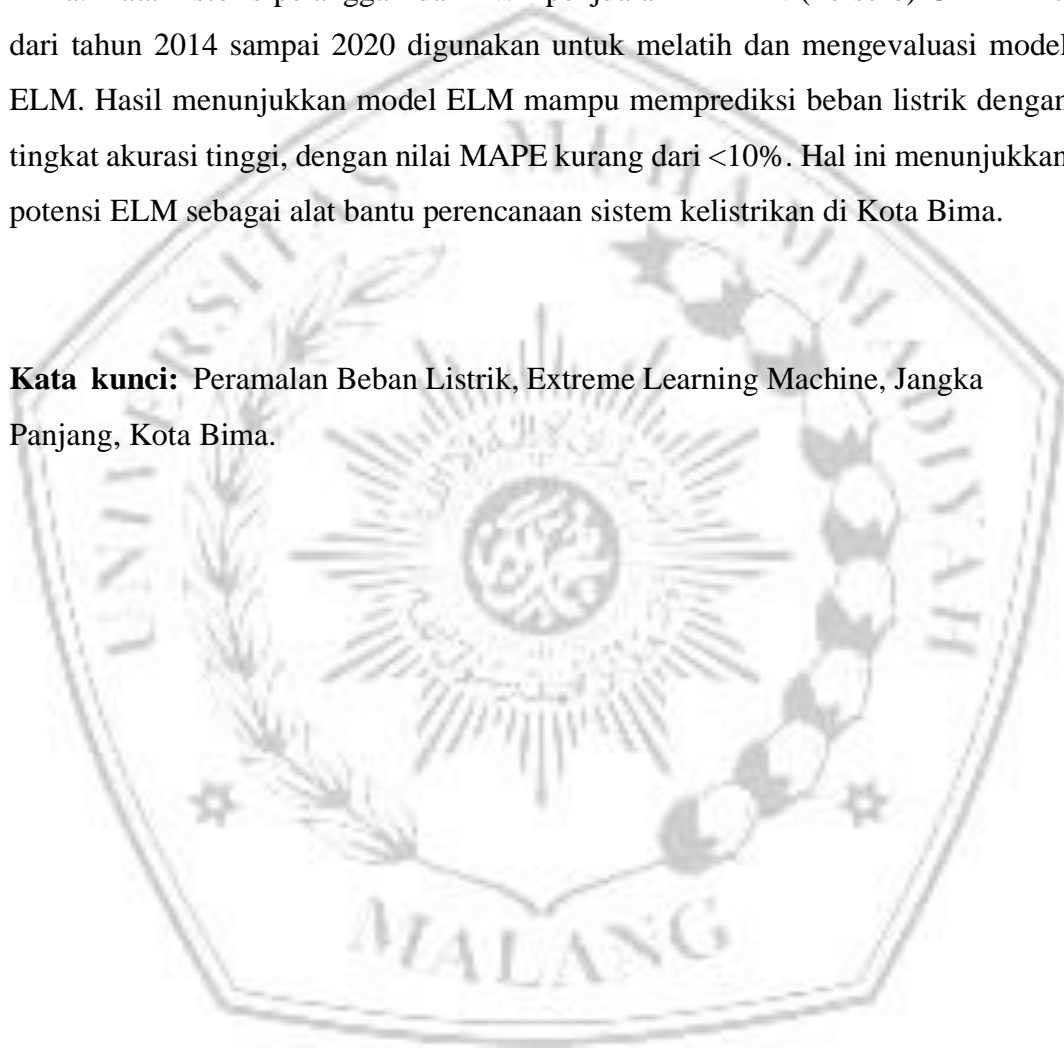 dari tahun 2014 sampai 2020 digunakan untuk melatih dan mengevaluasi model
ELM. Hasil menunjukkan model ELM mampu memprediksi beban listrik dengan
tingkat akurasi tinggi, dengan nilai MAPE kurang dari <10%. Hal ini menunjukkan
potensi ELM sebagai alat bantu perencanaan sistem kelistrikan di Kota Bima.
Kata kunci: Peramalan Beban Listrik, Extreme Learning Machine, Jangka
Panjang, Kota Bima.
UNIVERSITAS MUHAMMADIYAH
MALANG